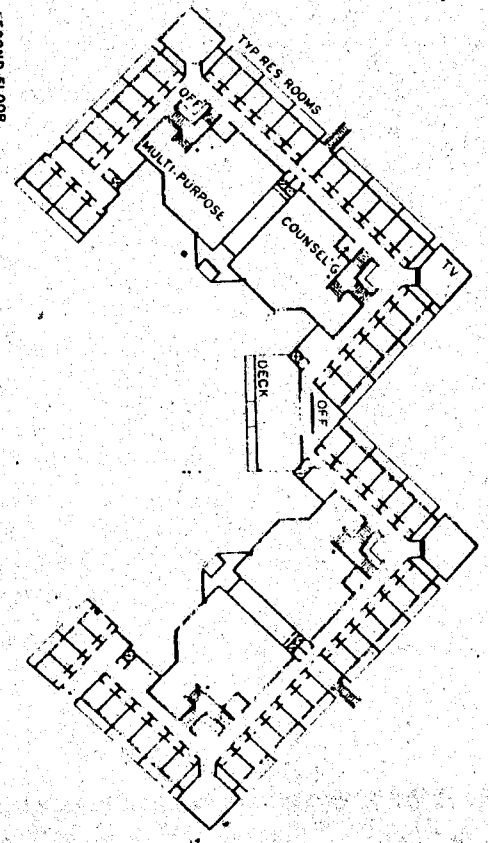 TYP RES ROOMS
OFF
MULTI-PURPOSE
COUNSEL'G
TV
DECK
OFF
SECOND FLOOR